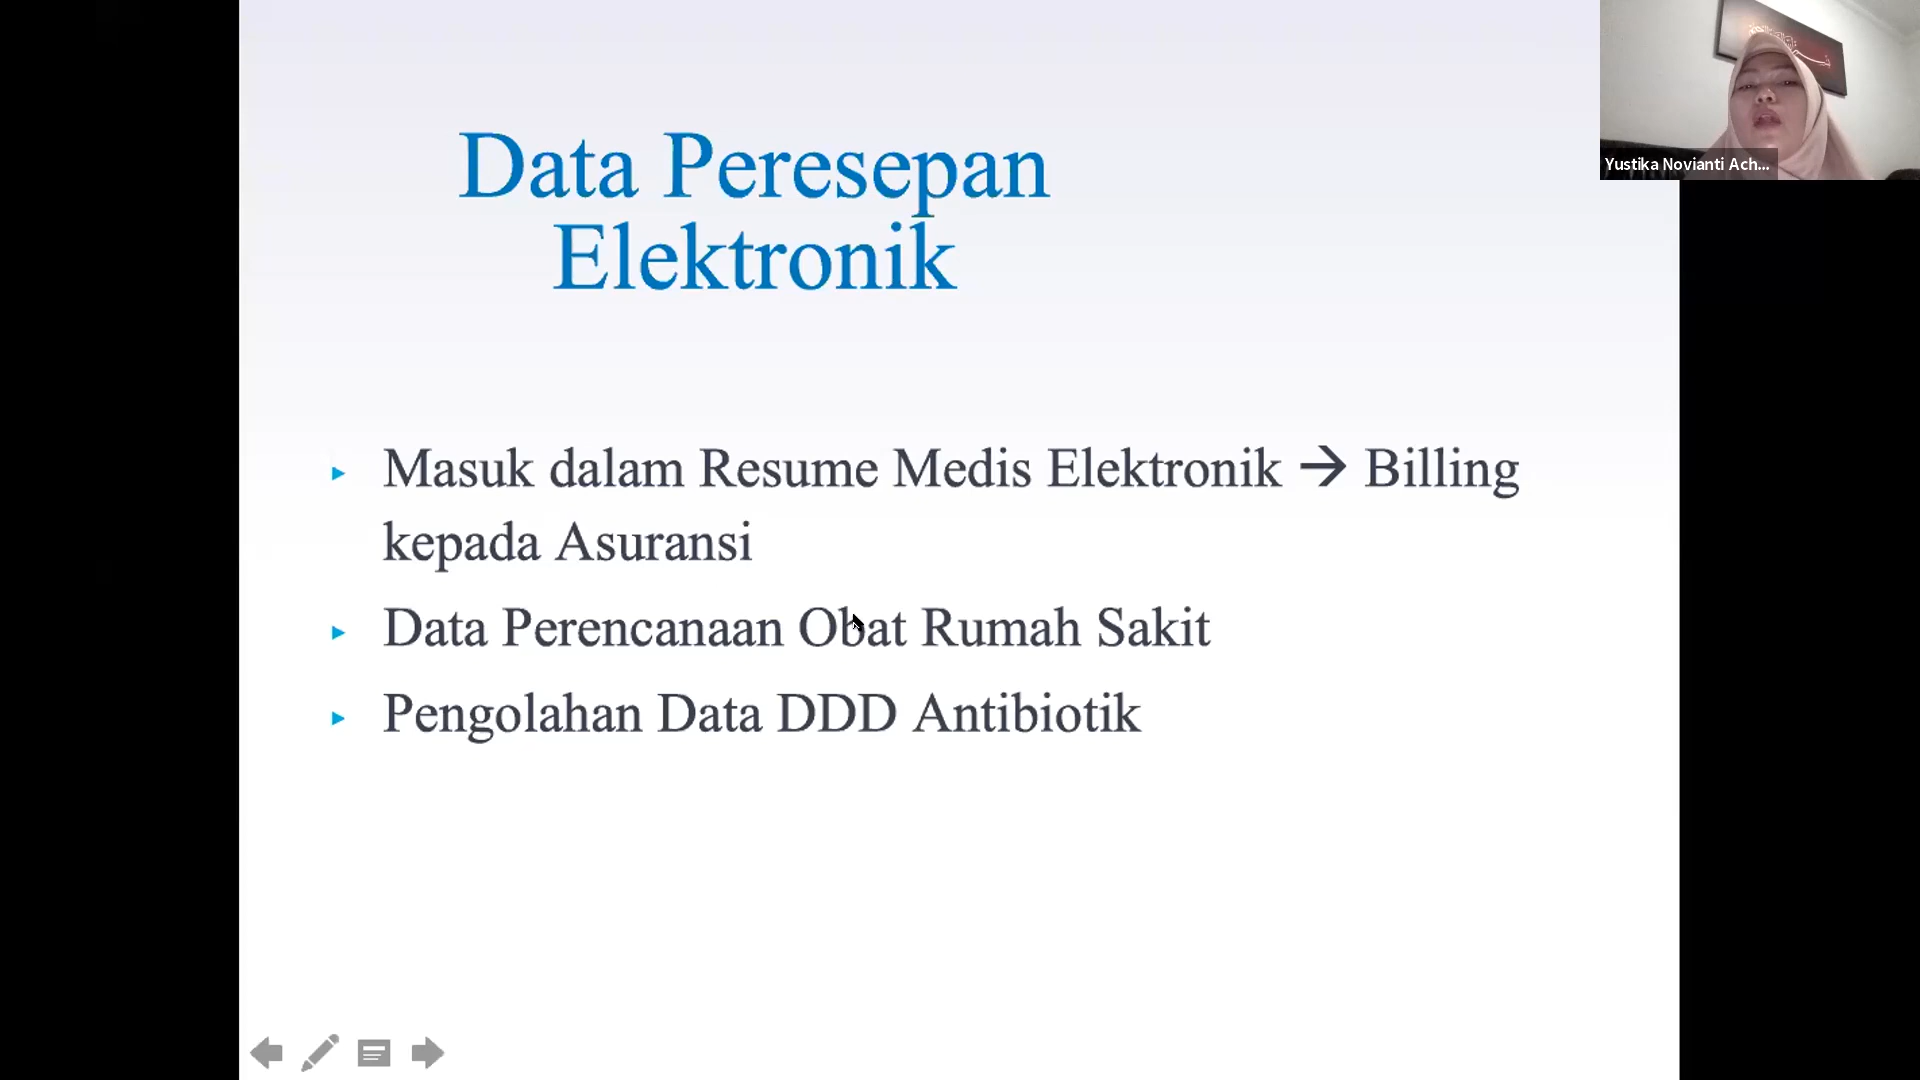 Data Peresepan
Elektronik
Masuk dalam Resume Medis Elektronik → Billing
kepada Asuransi
Data Perencanaan Obat Rumah Sakit
Pengolahan Data DDD Antibiotik
Yustika Novianti Ach...